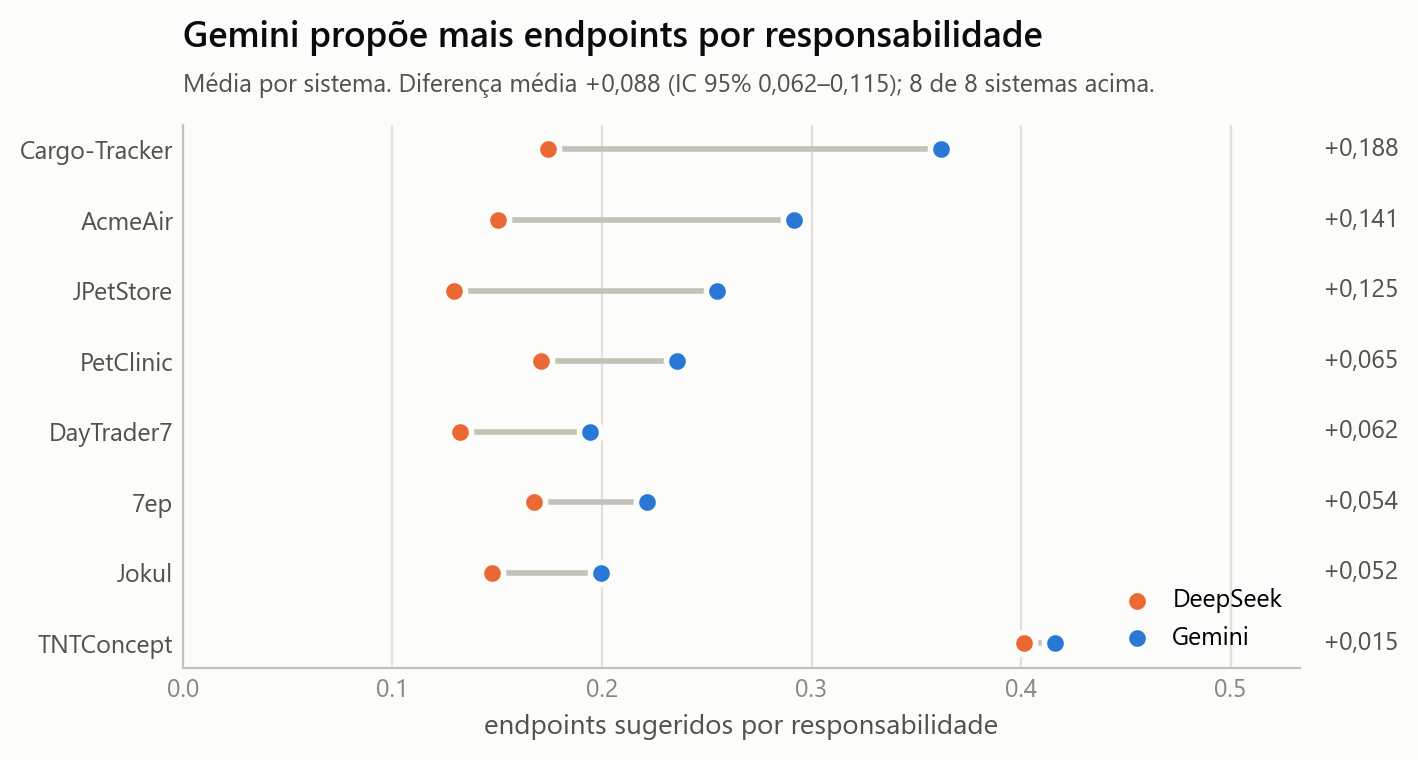 Gemini propõe mais endpoints por responsabilidade
Média por sistema. Diferença média +0,088 (IC 95% 0,062–0,115); 8 de 8 sistemas acima.
Cargo-Tracker +0,188
AcmeAir +0,141
JPetStore +0,125
PetClinic +0,065
DayTrader7 +0,062
7ep +0,054
Jokul +0,052
DeepSeek
Gemini
TNTConcept +0,015
0.0 0.1 0.2 0.3 0.4 0.5
endpoints sugeridos por responsabilidade